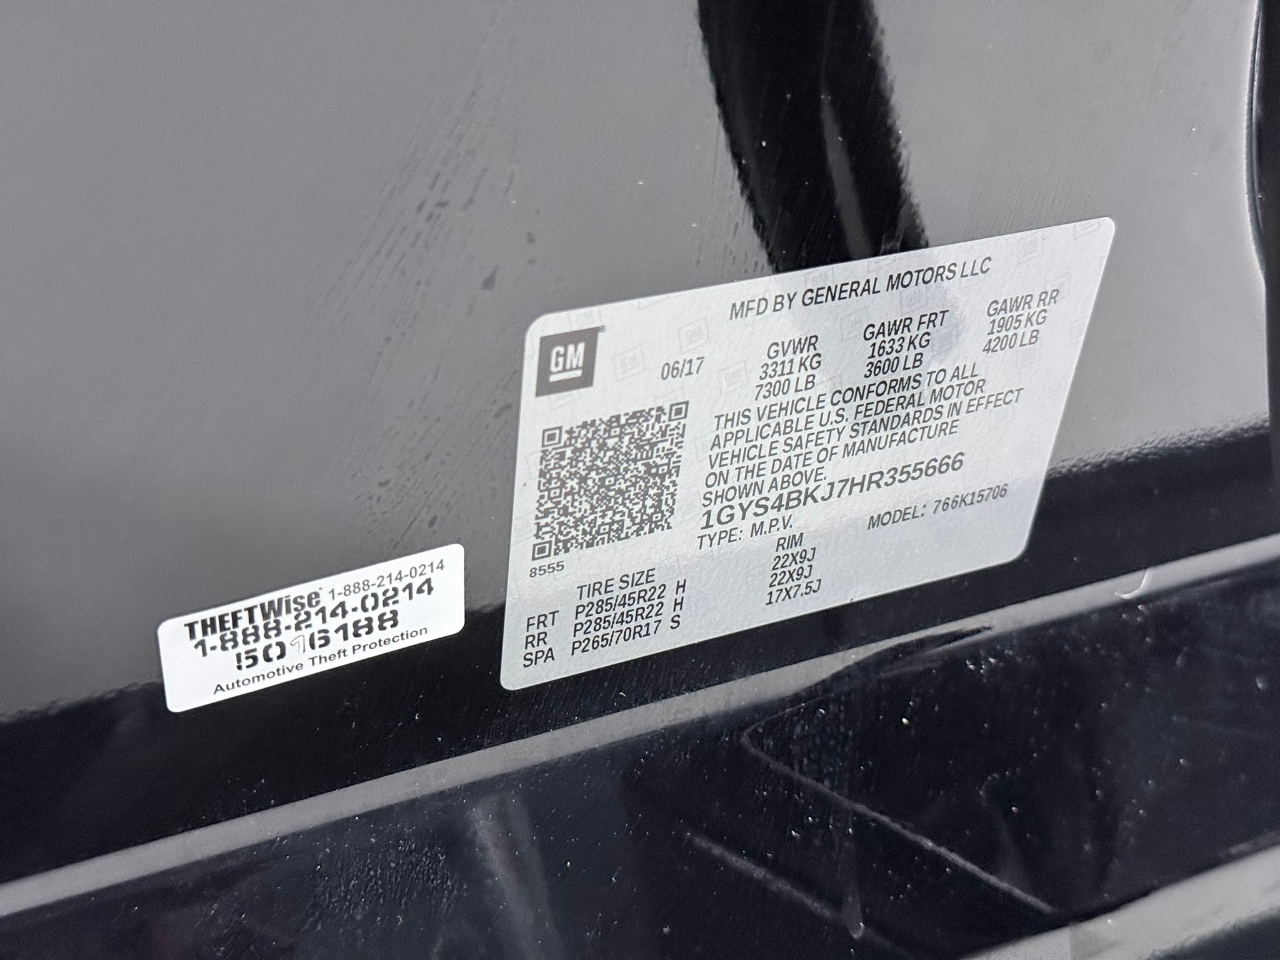 MFD BY GENERAL MOTORS LLC
GM
06/17
GVWR
3311 KG
7300 LB
GAWR FRT
1633 KG
3600 LB
GAWR RR
1905 KG
4200 LB
THIS VEHICLE CONFORMS TO ALL
APPLICABLE U.S. FEDERAL MOTOR
VEHICLE SAFETY STANDARDS IN EFFECT
ON THE DATE OF MANUFACTURE
SHOWN ABOVE.
1GYS4BKJ7HR355666
TYPE: M.P.V.
MODEL: 766K15706
8555
TIRE SIZE RIM
FRT P285/45R22 H 22X9J
RR P285/45R22 H 22X9J
SPA P265/70R17 S 17X7.5J
THEFTWise 1-888-214-0214
1-888-214-0214
Automotive Theft Protection